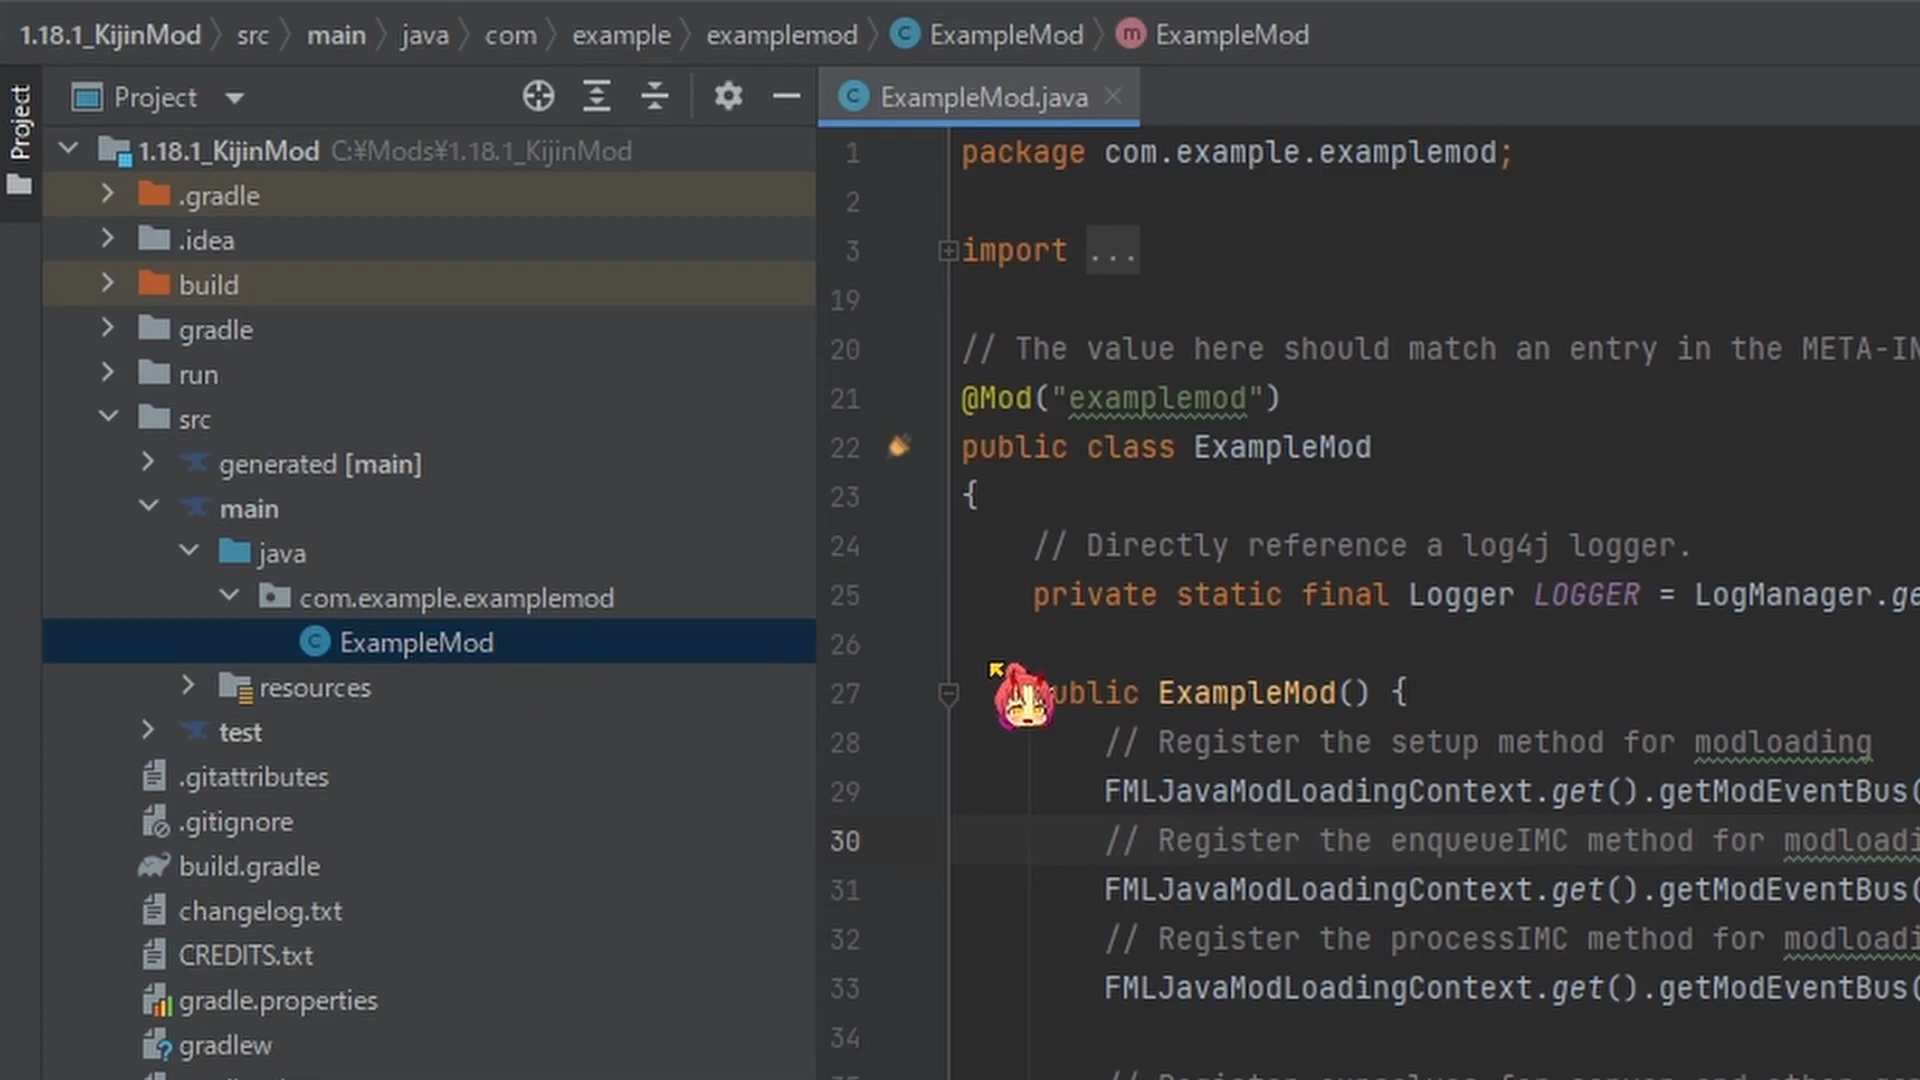 1.18.1_KijinMod src main java com example examplemod C ExampleMod m ExampleMod
Project
Project
1.18.1_KijinMod C:¥Mods¥1.18.1_KijinMod
.gradle
.idea
build
gradle
run
src
generated [main]
main
java
com.example.examplemod
C ExampleMod
resources
test
.gitattributes
.gitignore
build.gradle
changelog.txt
CREDITS.txt
gradle.properties
gradlew
C ExampleMod.java
1 package com.example.examplemod;
2
3 import ...
19
20 // The value here should match an entry in the META-IN
21 @Mod("examplemod")
22 public class ExampleMod
23 {
24 // Directly reference a log4j logger.
25 private static final Logger LOGGER = LogManager.ge
26
27 ublic ExampleMod() {
28 // Register the setup method for modloading
29 FMLJavaModLoadingContext.get().getModEventBus(
30 // Register the enqueueIMC method for modloadi
31 FMLJavaModLoadingContext.get().getModEventBus(
32 // Register the processIMC method for modloadi
33 FMLJavaModLoadingContext.get().getModEventBus(
34